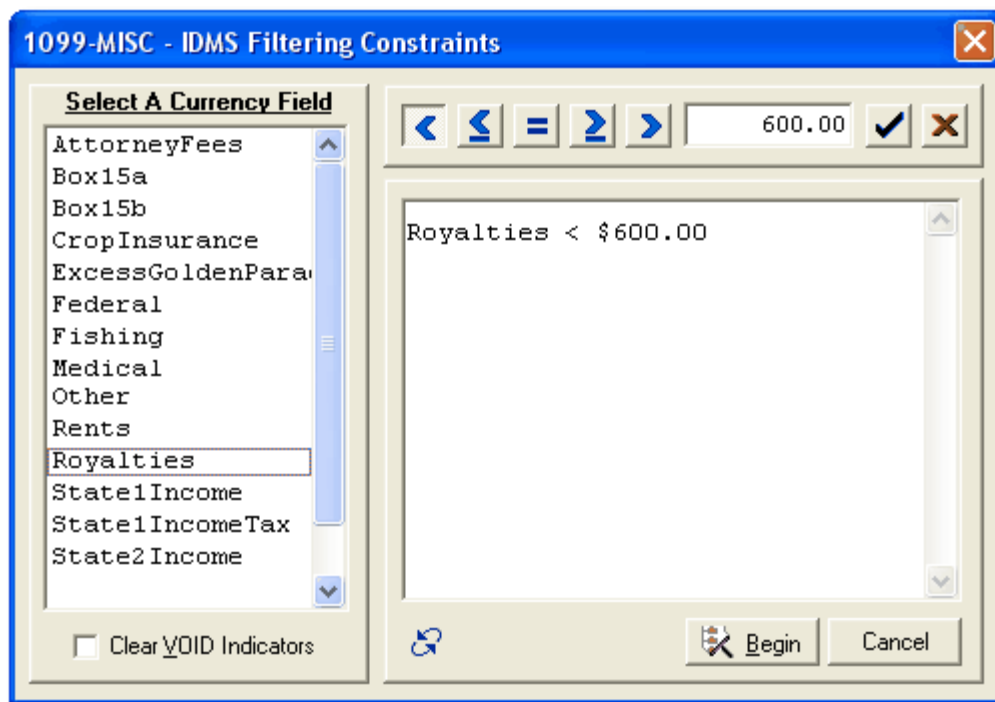 1099-MISC - IDMS Filtering Constraints
Select A Currency Field
AttorneyFees
Box15a
Box15b
CropInsurance
ExcessGoldenPara
Federal
Fishing
Medical
Other
Rents
Royalties
State1Income
State1IncomeTax
State2Income
Clear VOID Indicators
< ≤ = ≥ > 600.00
Royalties < $600.00
Begin Cancel